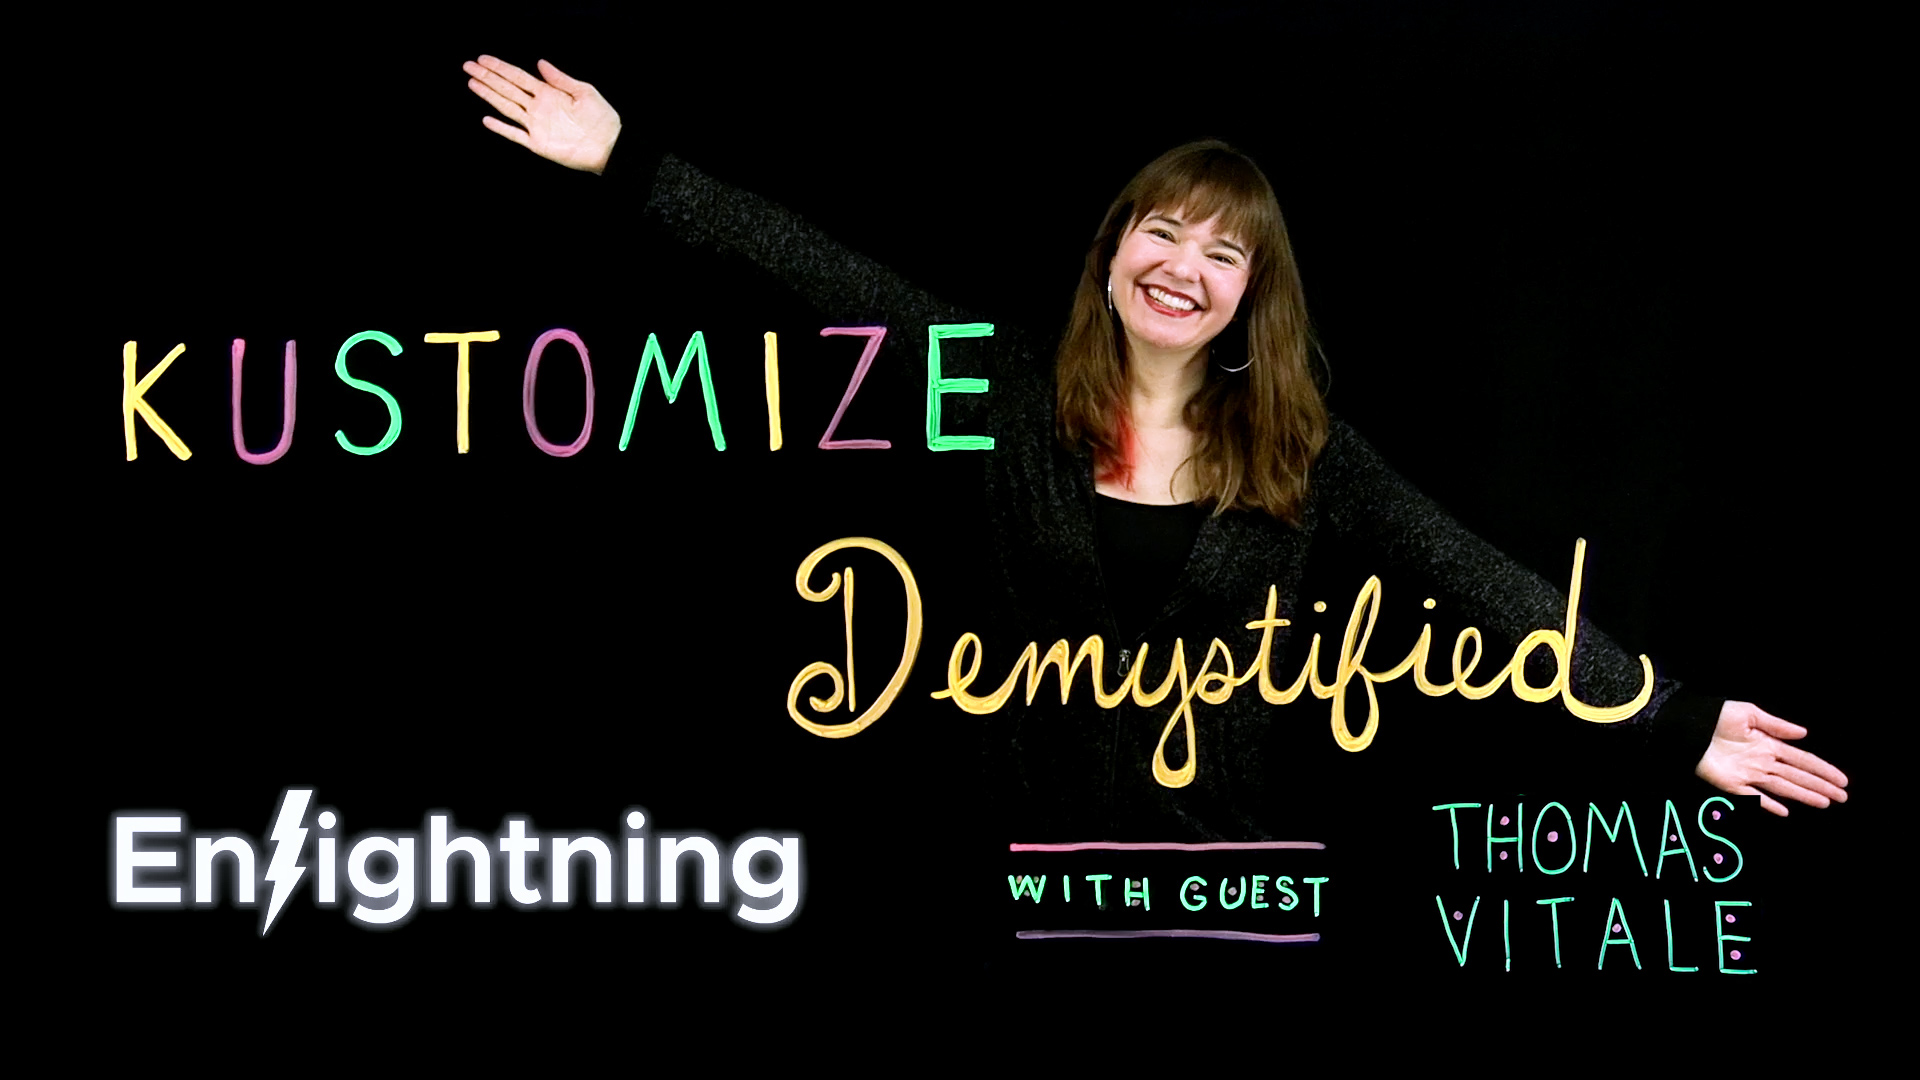 KUSTOMIZE
Demystified
Enlightning
WITH GUEST
THOMAS
VITALE